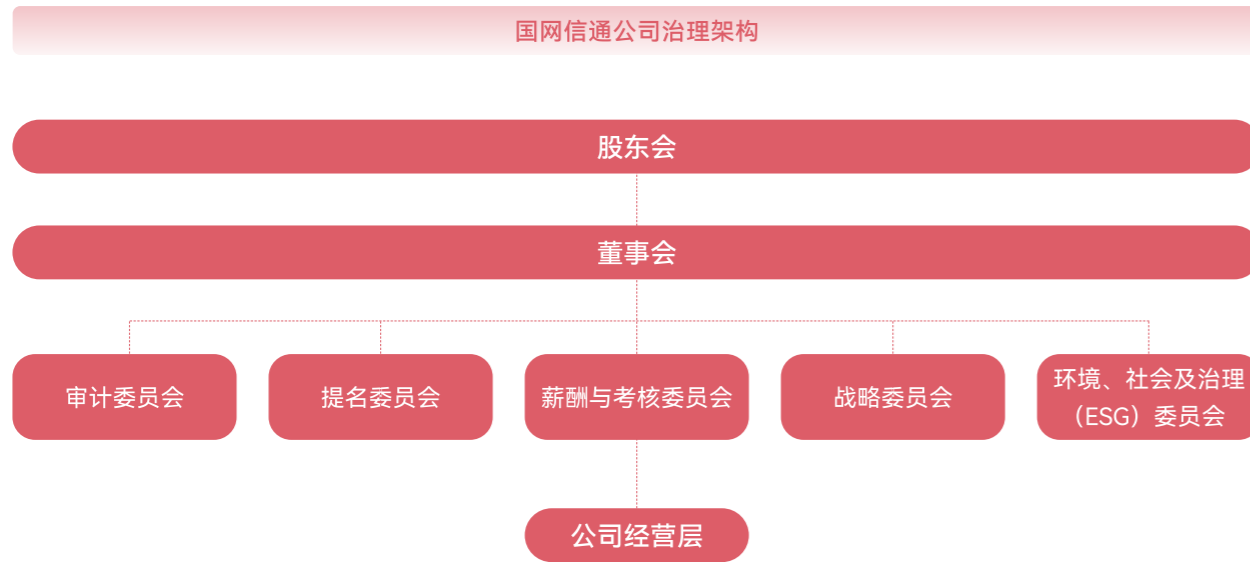 国网信通公司治理架构
股东会
董事会
审计委员会
提名委员会
薪酬与考核委员会
战略委员会
环境、社会及治理
（ESG）委员会
公司经营层